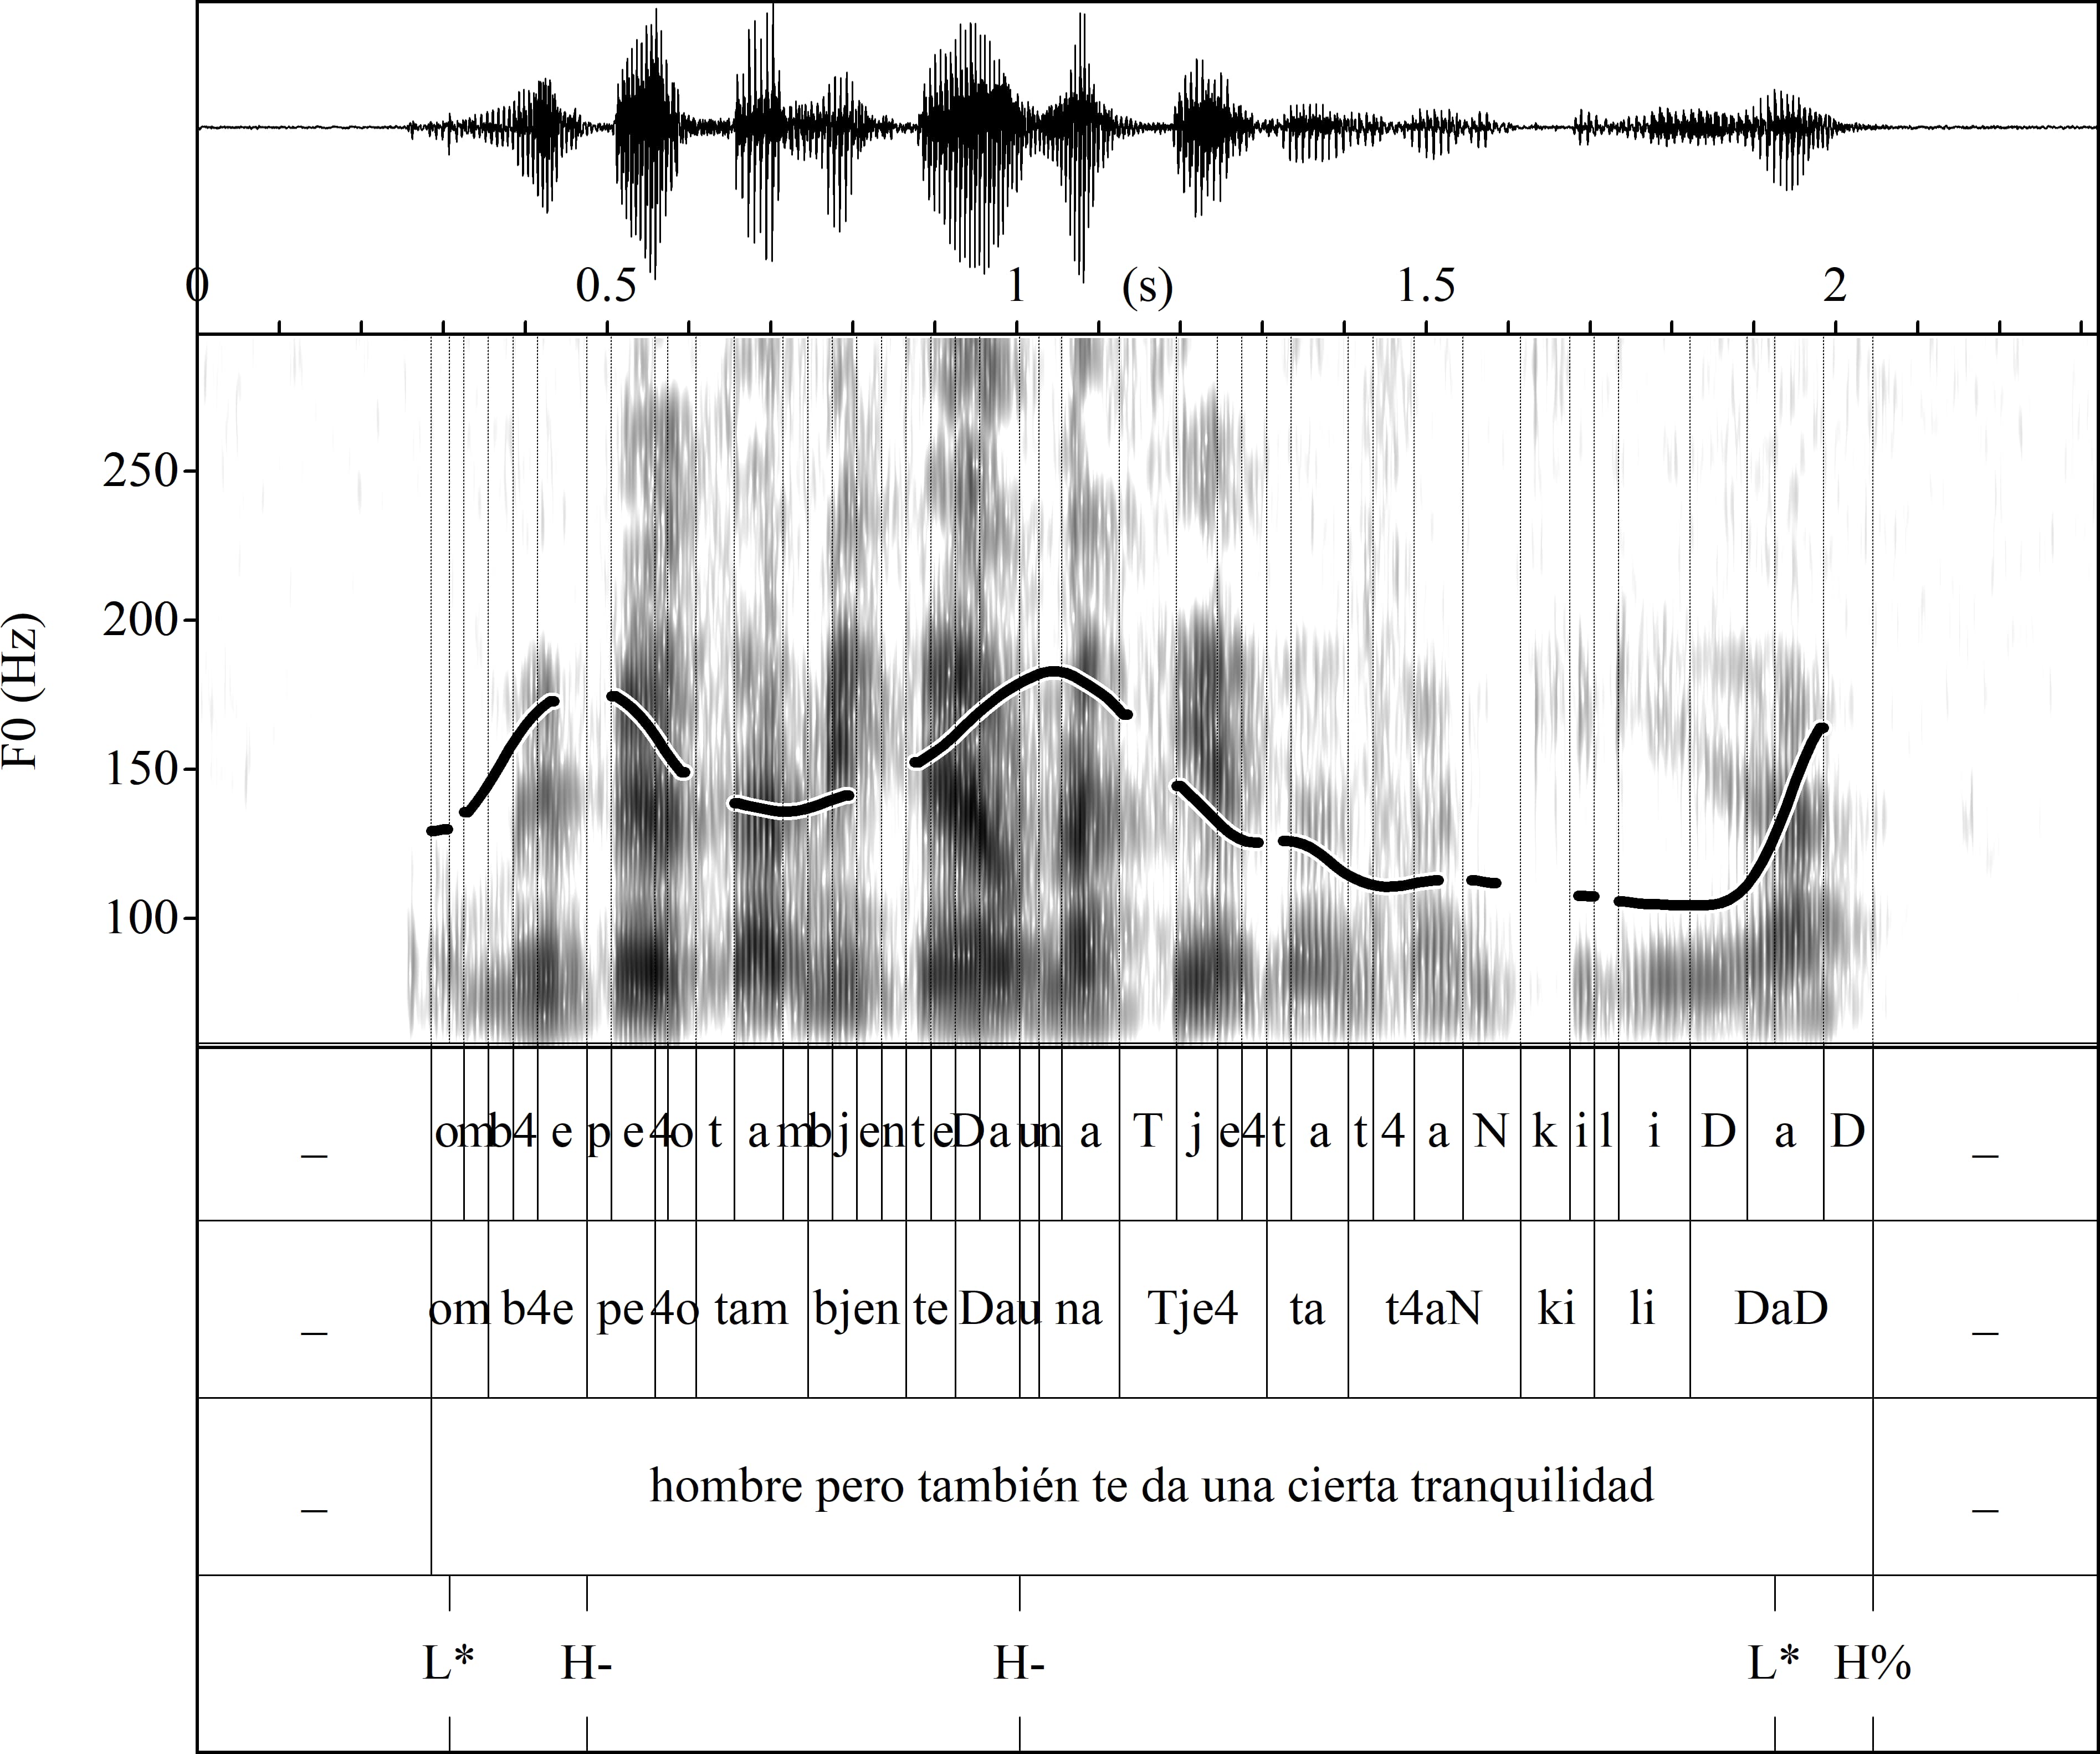 0 0.5 1 (s) 1.5 2
F0 (Hz)
250
200
150
100
_ o m b 4 e p e 4 o t a m b j e n t e D a u n a T j e 4 t a t 4 a N k i l i D a D _
_ om b4e pe 4o tam bjen te Dau na Tje4 ta t4aN ki li DaD _
_ hombre pero también te da una cierta tranquilidad _
L* H- H- L* H%